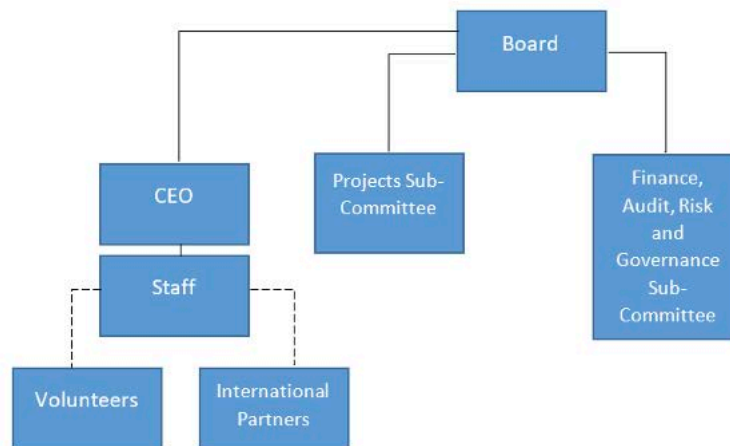 Board
CEO
Projects Sub-
Committee
Finance,
Audit, Risk
and
Governance
Sub-
Committee
Staff
Volunteers
International
Partners